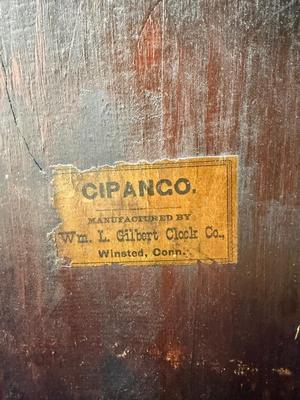 CIPANGO.
MANUFACTURED BY
Wm. L. Gilbert Clock Co.,
Winsted, Conn.